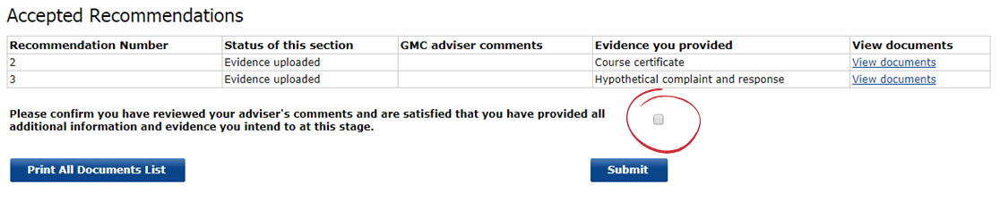 Accepted Recommendations
Recommendation Number Status of this section GMC adviser comments Evidence you provided View documents
2 Evidence uploaded Course certificate View documents
3 Evidence uploaded Hypothetical complaint and response View documents
Please confirm you have reviewed your adviser's comments and are satisfied that you have provided all
additional information and evidence you intend to at this stage.
Print All Documents List Submit